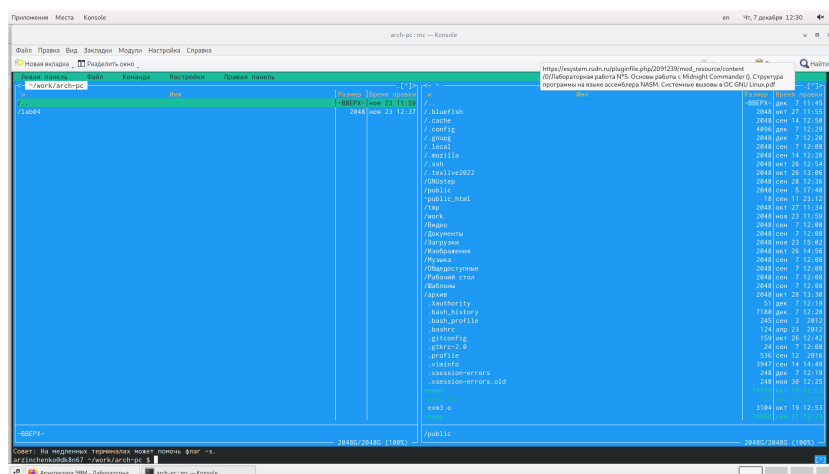 Приложения Места Konsole
en Чт, 7 декабря 12:30
arch-pc : mc — Konsole
Файл Правка Вид Закладки Модули Настройка Справка
Новая вкладка Разделить окно
Найти
https://esystem.rudn.ru/pluginfile.php/2091239/mod_resource/content
/0/Лабораторная работа №5. Основы работы с Midnight Commander (). Структура
программы на языке ассемблера NASM. Системные вызовы в ОС GNU Linux.pdf
Левая панель Файл Команда Настройки Правая панель
~/work/arch-pc
.и Имя Размер Время правки
/.. -ВВЕРХ- ноя 23 11:59
/lab04 2048 ноя 23 12:37
-ВВЕРХ-
2048G/2048G (100%)
.и Имя Размер Время правки
/.. -ВВЕРХ- дек 7 11:45
/.bluefish 2048 окт 27 11:55
/.cache 2048 сен 14 12:50
/.config 4096 дек 7 12:29
/.gnupg 2048 дек 7 12:20
/.local 2048 сен 7 12:08
/.mozilla 2048 сен 14 12:28
/.ssh 2048 окт 26 12:54
/.texlive2022 2048 окт 26 13:06
/GNUstep 2048 сен 28 12:36
/public 2048 сен 5 17:40
~public_html 18 сен 11 23:12
/tmp 2048 окт 27 11:34
/work 2048 ноя 23 11:59
/Видео 2048 сен 7 12:08
/Документы 2048 сен 7 12:08
/Загрузки 2048 ноя 23 15:02
/Изображения 2048 окт 26 14:56
/Музыка 2048 сен 7 12:08
/Общедоступные 2048 сен 7 12:08
/Рабочий стол 2048 сен 7 12:08
/Шаблоны 2048 сен 7 12:08
/архив 2048 окт 28 13:30
.Xauthority 51 дек 7 12:19
.bash_history 7180 дек 7 12:28
.bash_profile 245 сен 3 2012
.bashrc 124 апр 23 2012
.gitconfig 159 окт 26 12:42
.gtkrc-2.0 24 сен 7 12:08
.profile 536 сен 12 2016
.viminfo 3947 сен 14 14:49
.xsession-errors 248 дек 7 12:19
.xsession-errors.old 248 ноя 30 12:25
exm3.o 3104 окт 19 12:53
/public
2048G/2048G (100%)
Совет: На медленных терминалах может помочь флаг -s.
arzinchenko@dk8n67 ~/work/arch-pc $
[^]
Архитектура ЭВМ - Лабораторна...
arch-pc : mc — Konsole